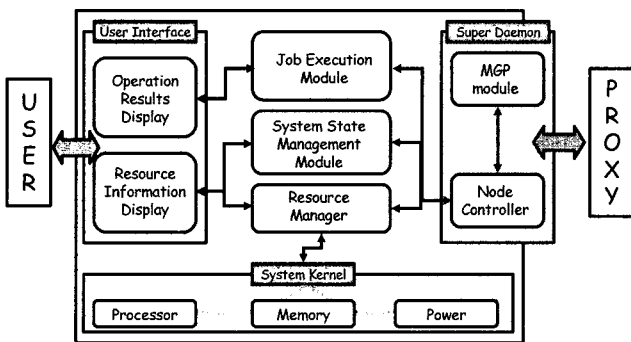 User Interface
Super Daemon
USER
Operation
Results
Display
Resource
Information
Display
Job Execution
Module
System State
Management
Module
Resource
Manager
MGP
module
Node
Controller
PROXY
System Kernel
Processor
Memory
Power